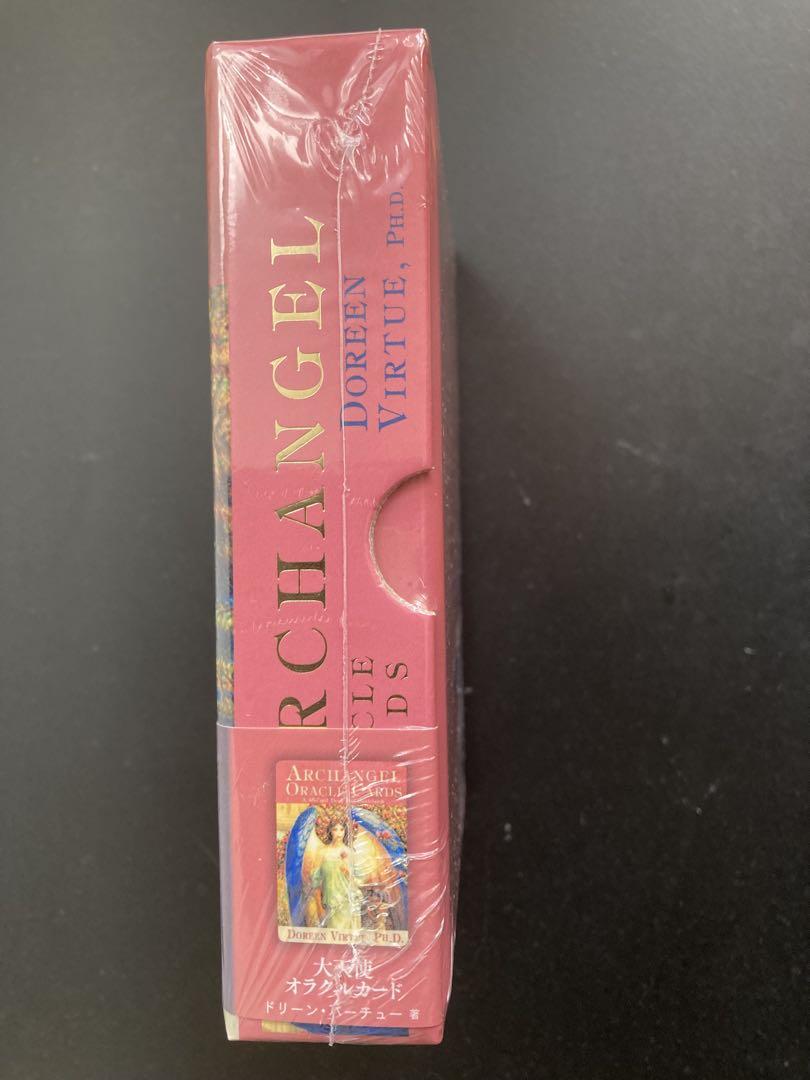 RCHANGEL
CLE
DS
DOREEN
VIRTUE, PH.D.
ARCHANGEL
ORACLE CARDS
DOREEN VIRTUE, PH.D.
大天使
オラクルカード
ドリーン・バーチュー 著